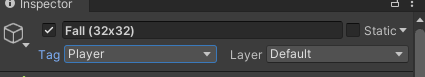 Inspector
Fall (32x32) Static
Tag Player Layer Default